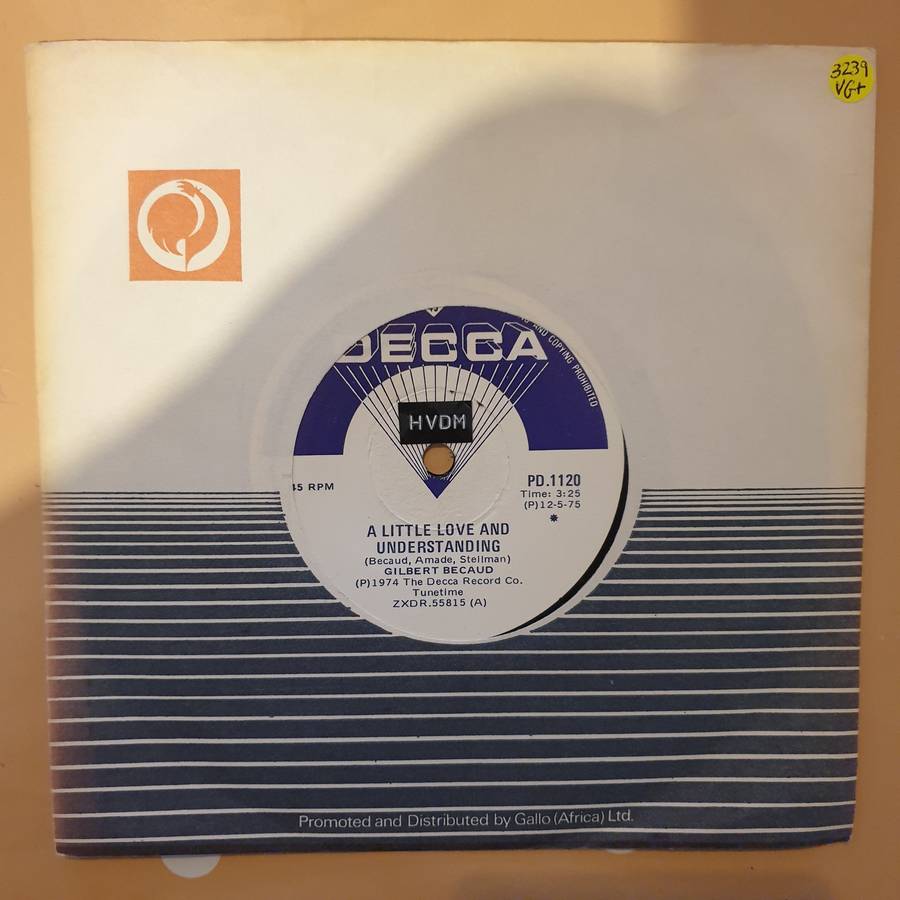 3239
VG+
DECCA
AND COPYING PROHIBITED
HVDM
45 RPM
PD.1120
Time: 3:25
(P)12-5-75
*
A LITTLE LOVE AND
UNDERSTANDING
(Becaud, Amade, Stellman)
GILBERT BECAUD
(P)1974 The Decca Record Co.
Tunetime
ZXDR.55815 (A)
Promoted and Distributed by Gallo (Africa) Ltd.